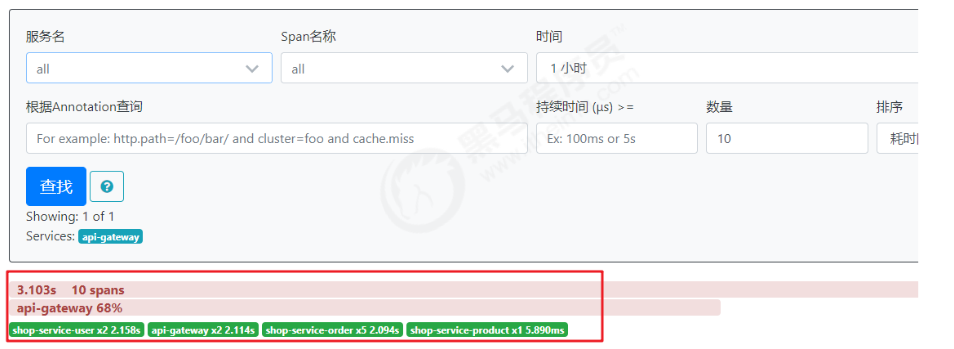 服务名 Span名称 时间
all all 1 小时
根据Annotation查询 持续时间 (μs) >= 数量 排序
For example: http.path=/foo/bar/ and cluster=foo and cache.miss Ex: 100ms or 5s 10 耗时
查找 ?
Showing: 1 of 1
Services: api-gateway
3.103s 10 spans
api-gateway 68%
shop-service-user x2 2.158s api-gateway x2 2.114s shop-service-order x5 2.094s shop-service-product x1 5.890ms
黑马程序员